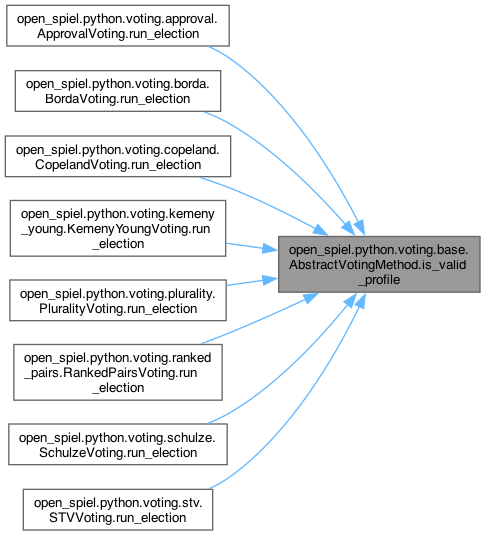 open_spiel.python.voting.approval.
ApprovalVoting.run_election
open_spiel.python.voting.borda.
BordaVoting.run_election
open_spiel.python.voting.copeland.
CopelandVoting.run_election
open_spiel.python.voting.kemeny
_young.KemenyYoungVoting.run
_election
open_spiel.python.voting.base.
AbstractVotingMethod.is_valid
_profile
open_spiel.python.voting.plurality.
PluralityVoting.run_election
open_spiel.python.voting.ranked
_pairs.RankedPairsVoting.run
_election
open_spiel.python.voting.schulze.
SchulzeVoting.run_election
open_spiel.python.voting.stv.
STVVoting.run_election